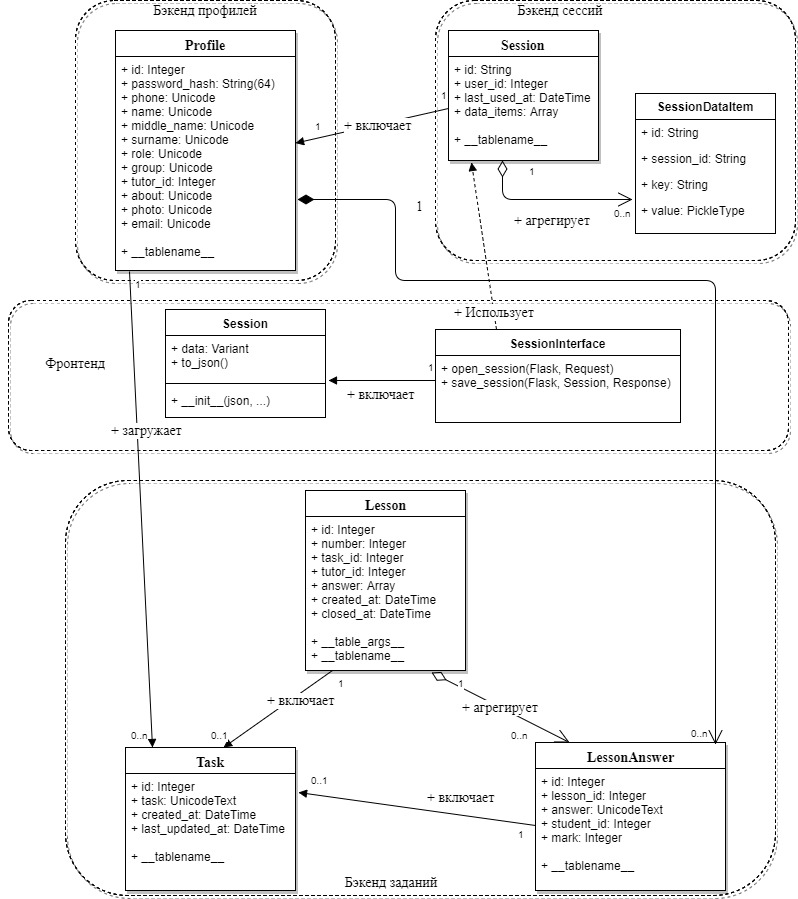 Бэкенд профилей
Profile
+ id: Integer
+ password_hash: String(64)
+ phone: Unicode
+ name: Unicode
+ middle_name: Unicode
+ surname: Unicode
+ role: Unicode
+ group: Unicode
+ tutor_id: Integer
+ about: Unicode
+ photo: Unicode
+ email: Unicode
+ __tablename__
1
Бэкенд сессий
Session
+ id: String
+ user_id: Integer
+ last_used_at: DateTime
+ data_items: Array
+ __tablename__
1
+ включает
1
1
SessionDataItem
+ id: String
+ session_id: String
+ key: String
+ value: PickleType
1
0..n
+ агрегирует
+ Использует
Фронтенд
Session
+ data: Variant
+ to_json()
+ __init__(json, ...)
SessionInterface
+ open_session(Flask, Request)
+ save_session(Flask, Session, Response)
1
+ включает
+ загружает
Lesson
+ id: Integer
+ number: Integer
+ task_id: Integer
+ tutor_id: Integer
+ answer: Array
+ created_at: DateTime
+ closed_at: DateTime
+ __table_args__
+ __tablename__
1
1
+ включает
+ агрегирует
0..n
0..1
0..n
0..n
Task
+ id: Integer
+ task: UnicodeText
+ created_at: DateTime
+ last_updated_at: DateTime
+ __tablename__
0..1
+ включает
1
LessonAnswer
+ id: Integer
+ lesson_id: Integer
+ answer: UnicodeText
+ student_id: Integer
+ mark: Integer
+ __tablename__
Бэкенд заданий